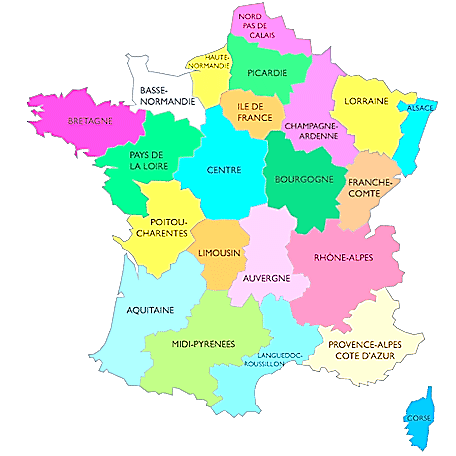 NORD
PAS DE
CALAIS
HAUTE-
NORMANDIE
PICARDIE
BASSE-
NORMANDIE
ILE DE
FRANCE
LORRAINE
ALSACE
BRETAGNE
CHAMPAGNE-
ARDENNE
PAYS DE
LA LOIRE
CENTRE
BOURGOGNE
FRANCHE-
COMTE
POITOU-
CHARENTES
LIMOUSIN
AUVERGNE
RHÔNE-ALPES
AQUITAINE
MIDI-PYRENEES
LANGUEDOC-
ROUSSILLON
PROVENCE-ALPES
COTE D'AZUR
CORSE